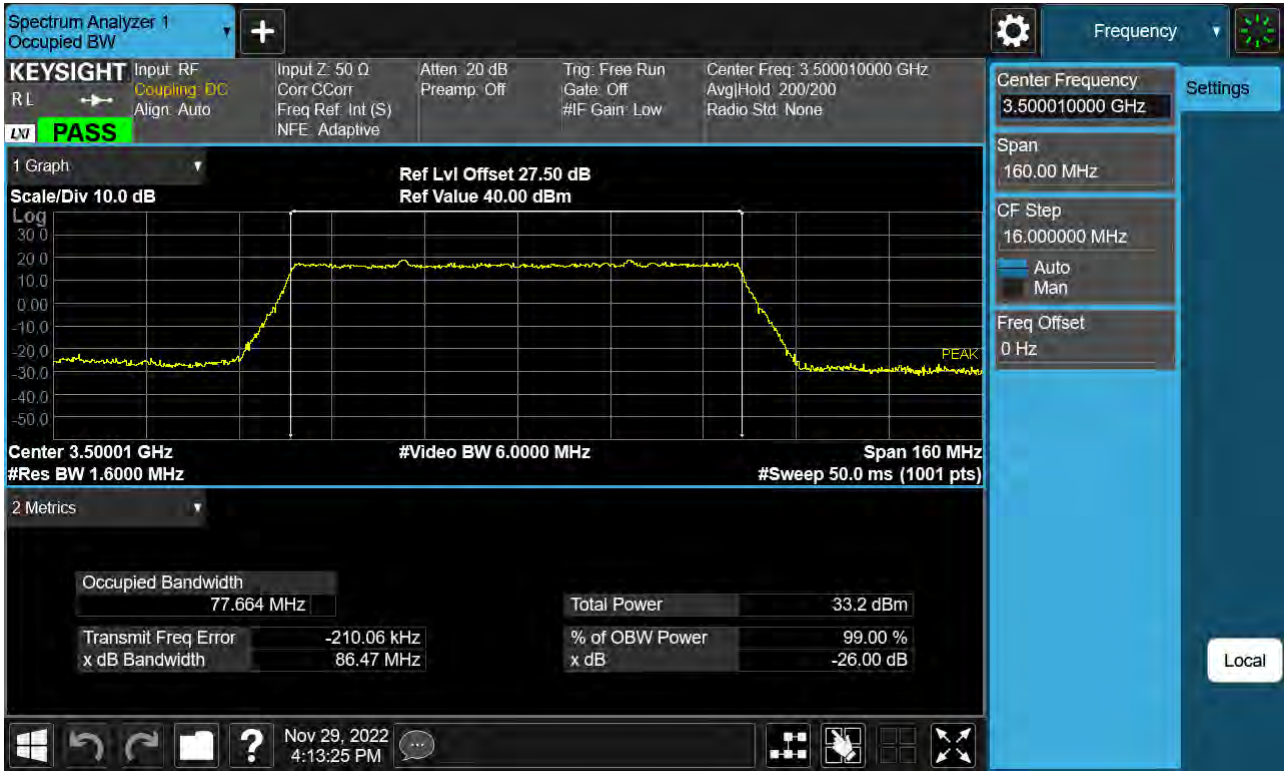 Spectrum Analyzer 1
Occupied BW
Frequency
KEYSIGHT
RL
LXI PASS
Input: RF
Coupling: DC
Align: Auto
Input Z: 50 Ω
Corr CCorr
Freq Ref: Int (S)
NFE: Adaptive
Atten: 20 dB
Preamp: Off
Trig: Free Run
Gate: Off
#IF Gain: Low
Center Freq: 3.500010000 GHz
Avg|Hold: 200/200
Radio Std: None
Center Frequency
3.500010000 GHz
Settings
Span
160.00 MHz
CF Step
16.000000 MHz
Auto
Man
Freq Offset
0 Hz
Local
1 Graph
Ref Lvl Offset 27.50 dB
Scale/Div 10.0 dB
Ref Value 40.00 dBm
Log
30.0
20.0
10.0
0.00
-10.0
-20.0
-30.0
-40.0
-50.0
PEAK
Center 3.50001 GHz
#Video BW 6.0000 MHz
Span 160 MHz
#Res BW 1.6000 MHz
#Sweep 50.0 ms (1001 pts)
2 Metrics
Occupied Bandwidth
77.664 MHz
Total Power 33.2 dBm
Transmit Freq Error -210.06 kHz
% of OBW Power 99.00 %
x dB Bandwidth 86.47 MHz
x dB -26.00 dB
?
Nov 29, 2022
4:13:25 PM